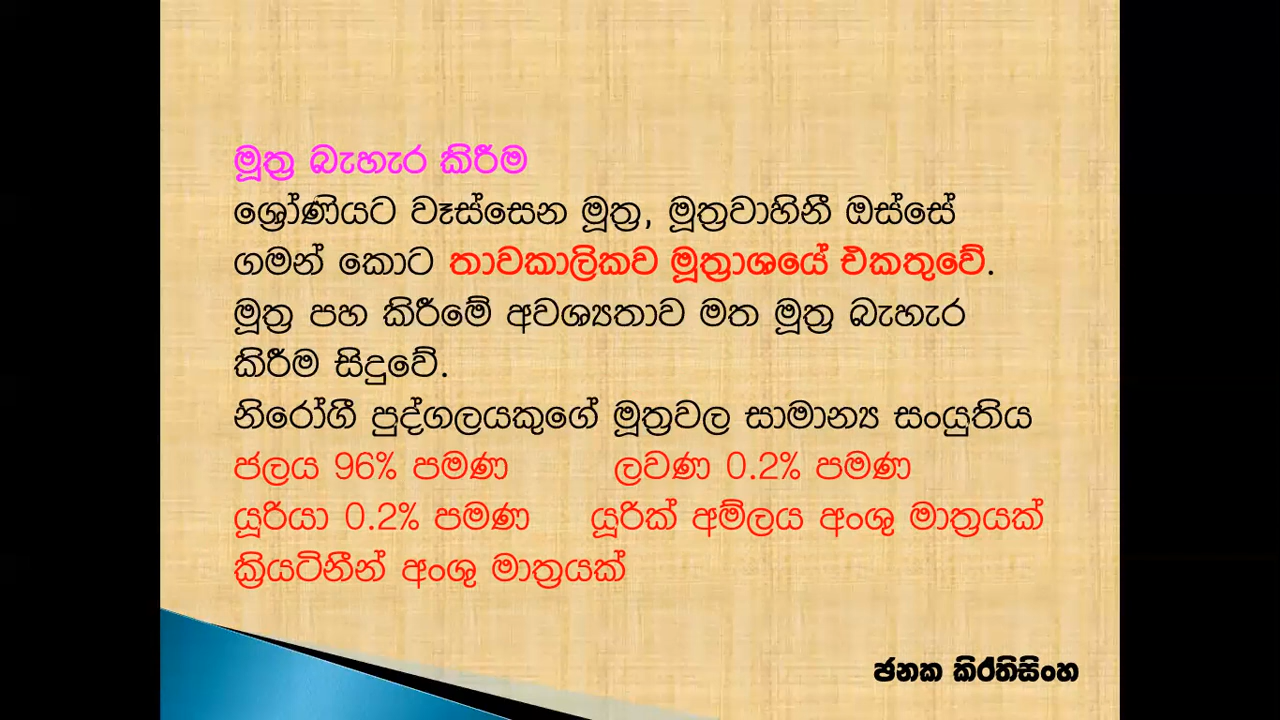 මූත්‍ර බැහැර කිරීම
ශ්‍රෝණියට වෑස්සෙන මූත්‍ර, මූත්‍රවාහිනී ඔස්සේ
ගමන් කොට තාවකාලිකව මූත්‍රාශයේ එකතුවේ.
මූත්‍ර පහ කිරීමේ අවශ්‍යතාව මත මූත්‍ර බැහැර
කිරීම සිදුවේ.
නිරෝගී පුද්ගලයකුගේ මූත්‍රවල සාමාන්‍ය සංයුතිය
ජලය 96% පමණ ලවණ 0.2% පමණ
යූරියා 0.2% පමණ යූරික් අම්ලය අංශු මාත්‍රයක්
ක්‍රියටිනීන් අංශු මාත්‍රයක්
ජනක කිර්තිසිංහ